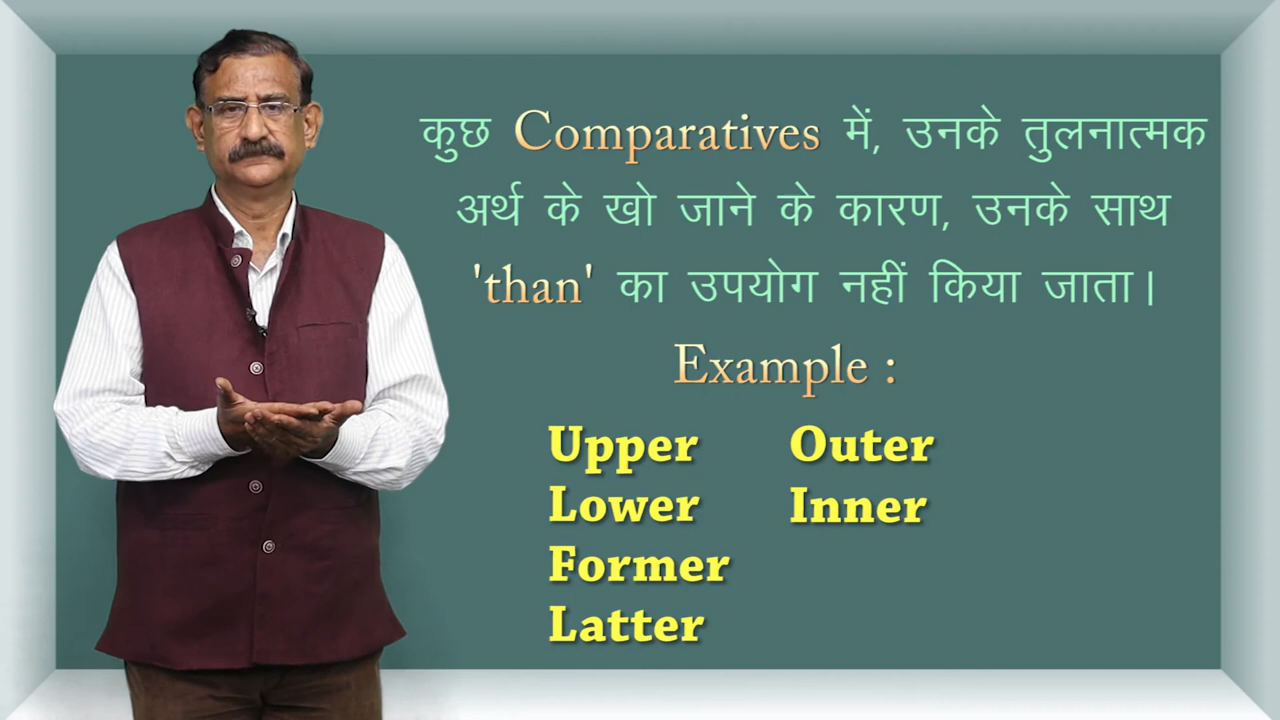 कुछ Comparatives में, उनके तुलनात्मक
अर्थ के खो जाने के कारण, उनके साथ
'than' का उपयोग नहीं किया जाता।
Example :
Upper Outer
Lower Inner
Former
Latter